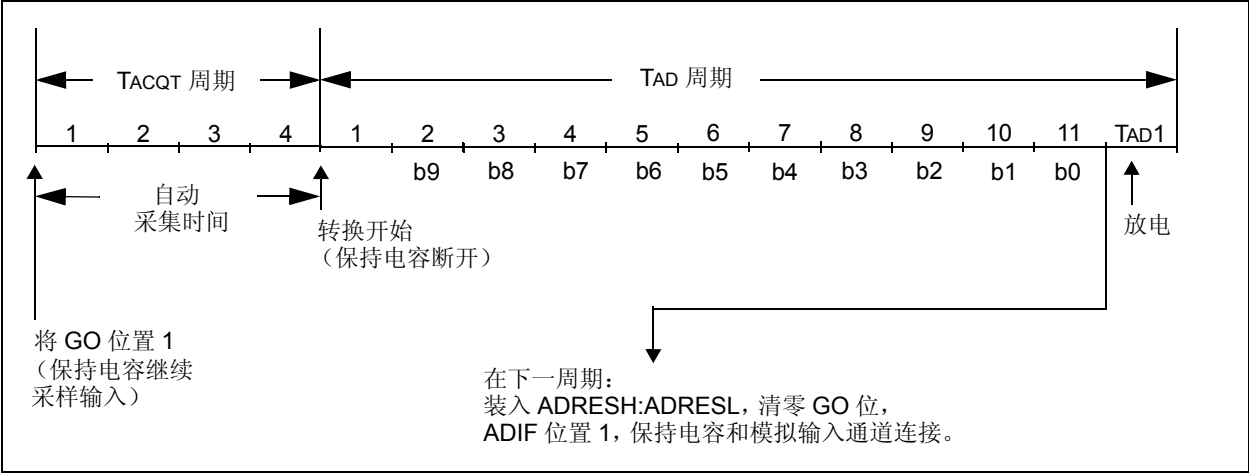 TACQT 周期
TAD 周期
1 2 3 4 1 2 3 4 5 6 7 8 9 10 11 TAD1
b9 b8 b7 b6 b5 b4 b3 b2 b1 b0
自动
采集时间
转换开始
（保持电容断开）
放电
将 GO 位置 1
（保持电容继续
采样输入）
在下一周期：
装入 ADRESH:ADRESL，清零 GO 位，
ADIF 位置 1，保持电容和模拟输入通道连接。